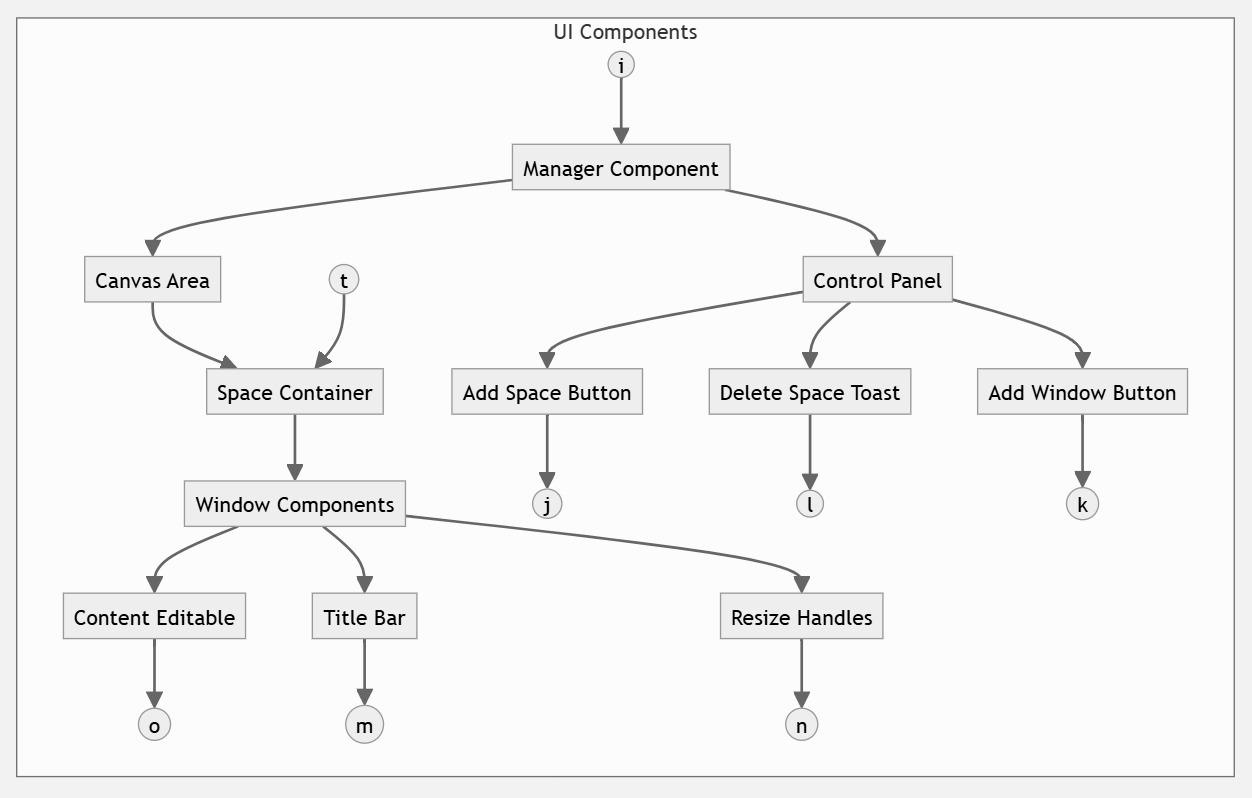 UI Components
i
Manager Component
Canvas Area
t
Control Panel
Space Container
Add Space Button
Delete Space Toast
Add Window Button
Window Components
j
l
k
Content Editable
Title Bar
Resize Handles
o
m
n